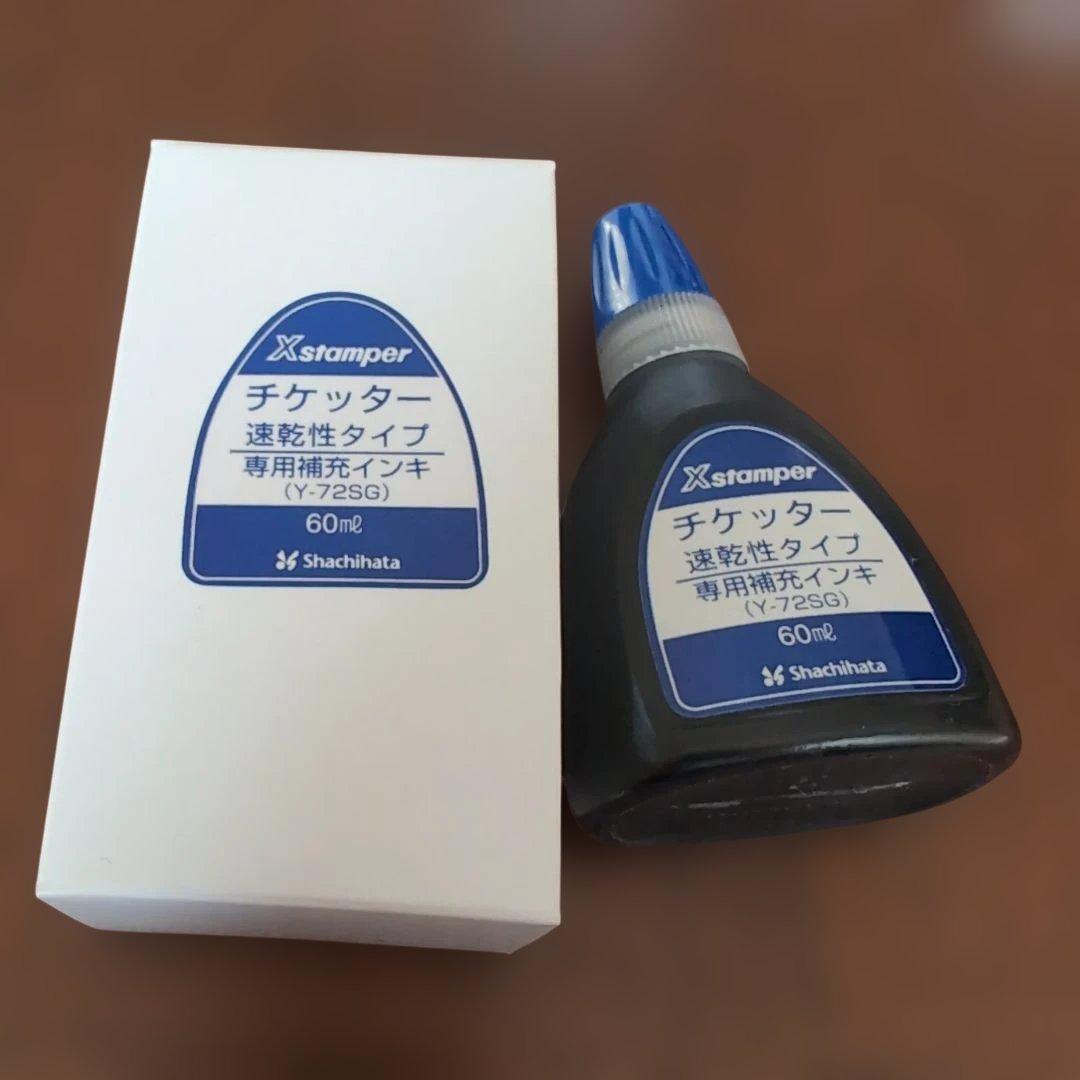 Xstamper
チケッター
速乾性タイプ
専用補充インキ
(Y-72SG)
60㎖
Shachihata
Xstamper
チケッター
速乾性タイプ
専用補充インキ
(Y-72SG)
60㎖
Shachihata